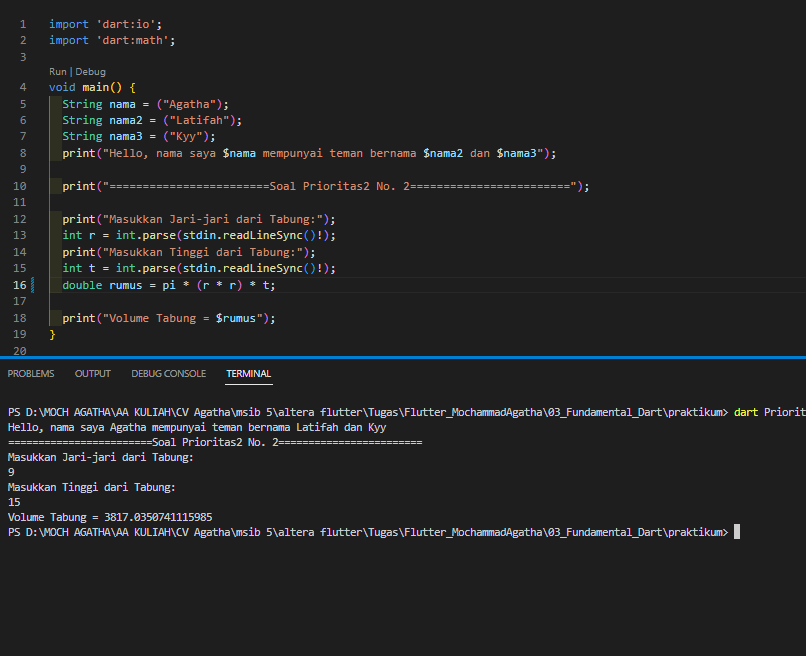 1 import 'dart:io';
2 import 'dart:math';
3
Run | Debug
4 void main() {
5 String nama = ("Agatha");
6 String nama2 = ("Latifah");
7 String nama3 = ("Kyy");
8 print("Hello, nama saya $nama mempunyai teman bernama $nama2 dan $nama3");
9
10 print("========================Soal Prioritas2 No. 2========================");
11
12 print("Masukkan Jari-jari dari Tabung:");
13 int r = int.parse(stdin.readLineSync()!);
14 print("Masukkan Tinggi dari Tabung:");
15 int t = int.parse(stdin.readLineSync()!);
16 double rumus = pi * (r * r) * t;
17
18 print("Volume Tabung = $rumus");
19 }
20
PROBLEMS OUTPUT DEBUG CONSOLE TERMINAL
PS D:\MOCH AGATHA\AA KULIAH\CV Agatha\msib 5\altera flutter\Tugas\Flutter_MochammadAgatha\03_Fundamental_Dart\praktikum> dart Priorit
Hello, nama saya Agatha mempunyai teman bernama Latifah dan Kyy
========================Soal Prioritas2 No. 2========================
Masukkan Jari-jari dari Tabung:
9
Masukkan Tinggi dari Tabung:
15
Volume Tabung = 3817.0350741115985
PS D:\MOCH AGATHA\AA KULIAH\CV Agatha\msib 5\altera flutter\Tugas\Flutter_MochammadAgatha\03_Fundamental_Dart\praktikum>